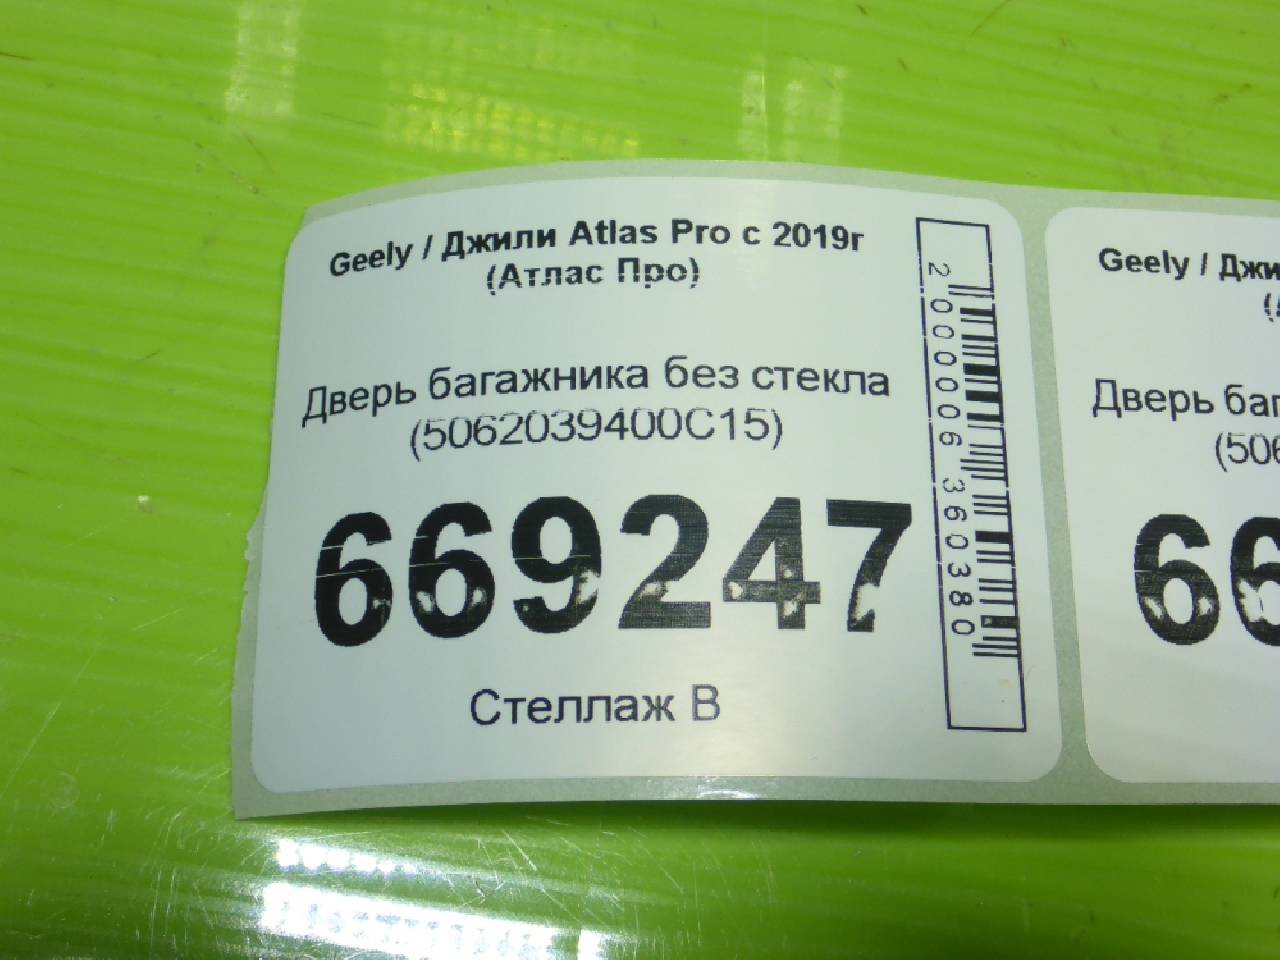 Geely / Джили Atlas Pro с 2019г
(Атлас Про)
Дверь багажника без стекла
(5062039400C15)
669247
Стеллаж В
2000006360380
Geely / Джи
Дверь баг
(506
66